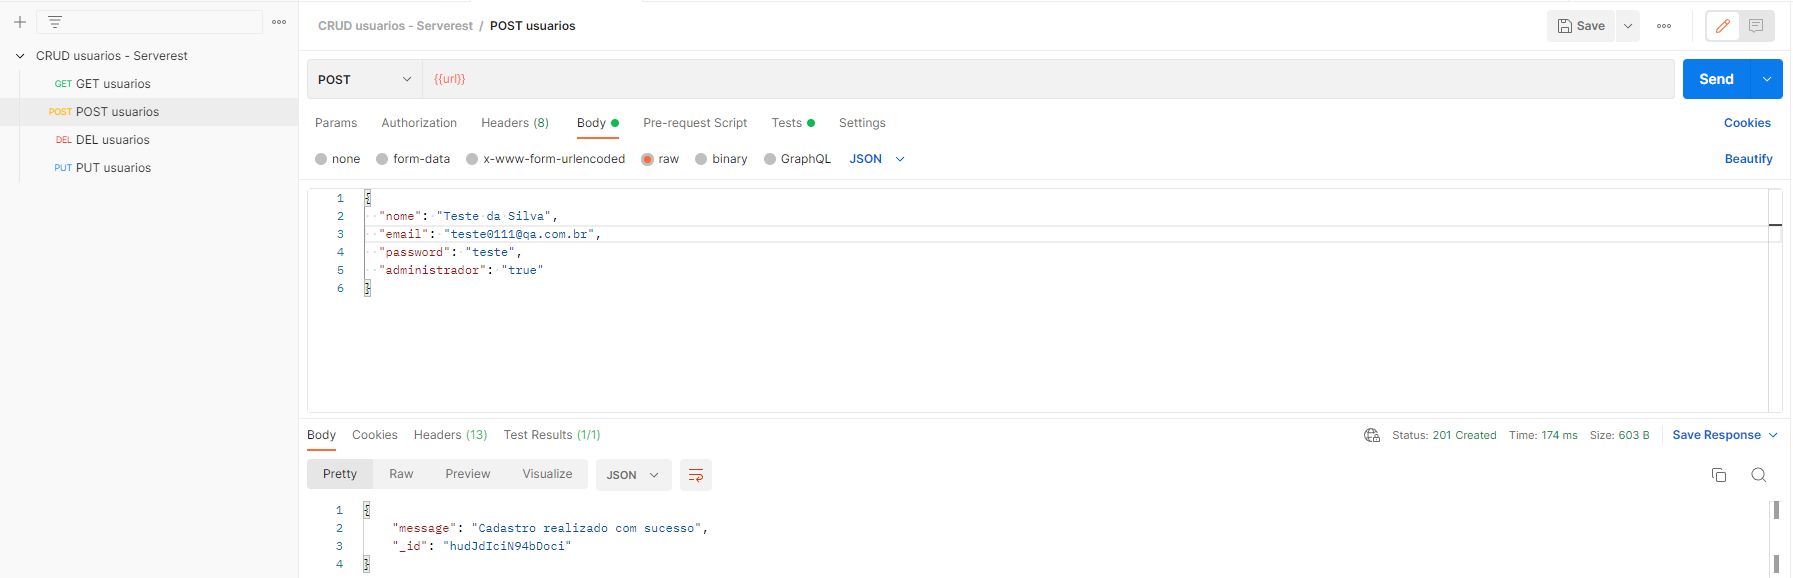 CRUD usuarios - Serverest / POST usuarios
Save
CRUD usuarios - Serverest
GET GET usuarios
POST POST usuarios
DEL DEL usuarios
PUT PUT usuarios
POST {{url}} Send
Params Authorization Headers (8) Body Pre-request Script Tests Settings Cookies
none form-data x-www-form-urlencoded raw binary GraphQL JSON Beautify
1 {
2 "nome": "Teste da Silva",
3 "email": "teste0111@qa.com.br",
4 "password": "teste",
5 "administrador": "true"
6 }
Body Cookies Headers (13) Test Results (1/1) Status: 201 Created Time: 174 ms Size: 603 B Save Response
Pretty Raw Preview Visualize JSON
1 {
2 "message": "Cadastro realizado com sucesso",
3 "_id": "hudJdIciN94bDoci"
4 }